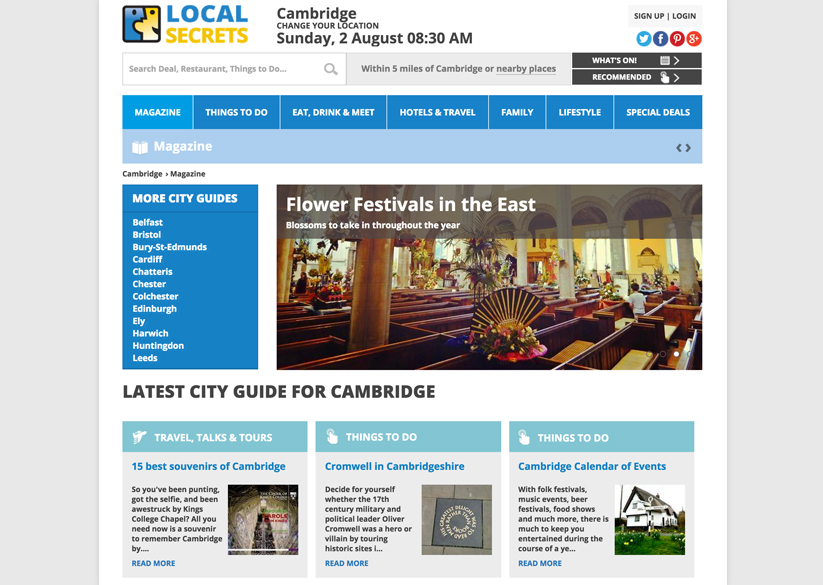 LOCAL
SECRETS
Cambridge
CHANGE YOUR LOCATION
Sunday, 2 August 08:30 AM
SIGN UP | LOGIN
Search Deal, Restaurant, Things to Do...
Within 5 miles of Cambridge or nearby places
WHAT'S ON!
RECOMMENDED
MAGAZINE
THINGS TO DO
EAT, DRINK & MEET
HOTELS & TRAVEL
FAMILY
LIFESTYLE
SPECIAL DEALS
Magazine
Cambridge › Magazine
MORE CITY GUIDES
Belfast
Bristol
Bury-St-Edmunds
Cardiff
Chatteris
Chester
Colchester
Edinburgh
Ely
Harwich
Huntingdon
Leeds
Flower Festivals in the East
Blossoms to take in throughout the year
LATEST CITY GUIDE FOR CAMBRIDGE
TRAVEL, TALKS & TOURS
15 best souvirs of Cambridge
So you've been punting,
got the selfie, and been
awestruck by Kings
College Chapel? All you
need now is a souvenir
to remember Cambridge
by....
READ MORE
THINGS TO DO
Cromwell in Cambridgeshire
Decide for yourself
whether the 17th
century military and
political leader Oliver
Cromwell was a hero or
villain by touring
historic sites i...
READ MORE
THINGS TO DO
Cambridge Calendar of Events
With folk festivals,
music events, beer
festivals, food shows
and much more, there is
much to keep you
entertained during the
course of a ye...
READ MORE